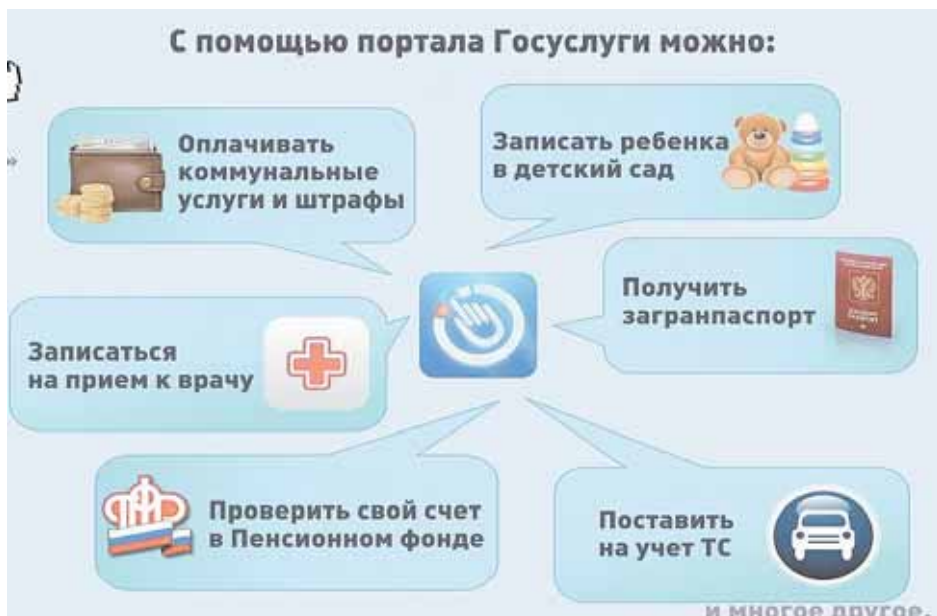 С помощью портала Госуслуги можно:
Оплачивать
коммунальные
услуги и штрафы
Записать ребенка
в детский сад
Записаться
на прием к врачу
Получить
загранпаспорт
Проверить свой счет
в Пенсионном фонде
Поставить
на учет ТС
и многое другое.